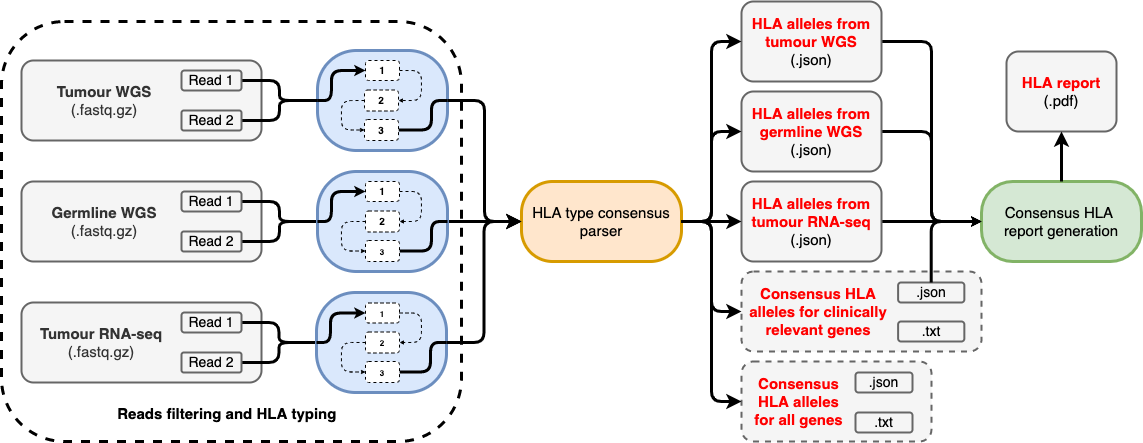 Tumour WGS
(.fastq.gz)
Read 1
Read 2
1
2
3
Germline WGS
(.fastq.gz)
Read 1
Read 2
1
2
3
Tumour RNA-seq
(.fastq.gz)
Read 1
Read 2
1
2
3
Reads filtering and HLA typing
HLA type consensus
parser
HLA alleles from
tumour WGS
(.json)
HLA alleles from
germline WGS
(.json)
HLA alleles from
tumour RNA-seq
(.json)
Consensus HLA
alleles for clinically
relevant genes
.json
.txt
Consensus
HLA alleles
for all genes
.json
.txt
HLA report
(.pdf)
Consensus HLA
report generation